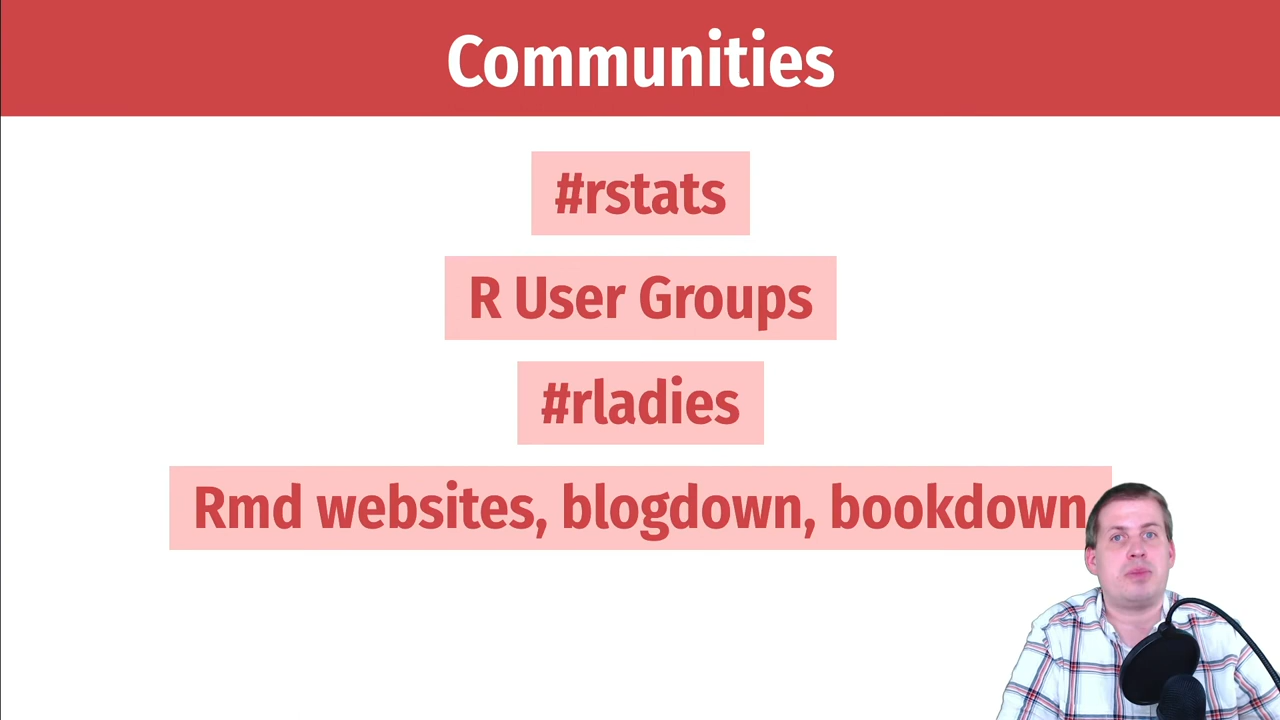 Communities
#rstats
R User Groups
#rladies
Rmd websites, blogdown, bookdown